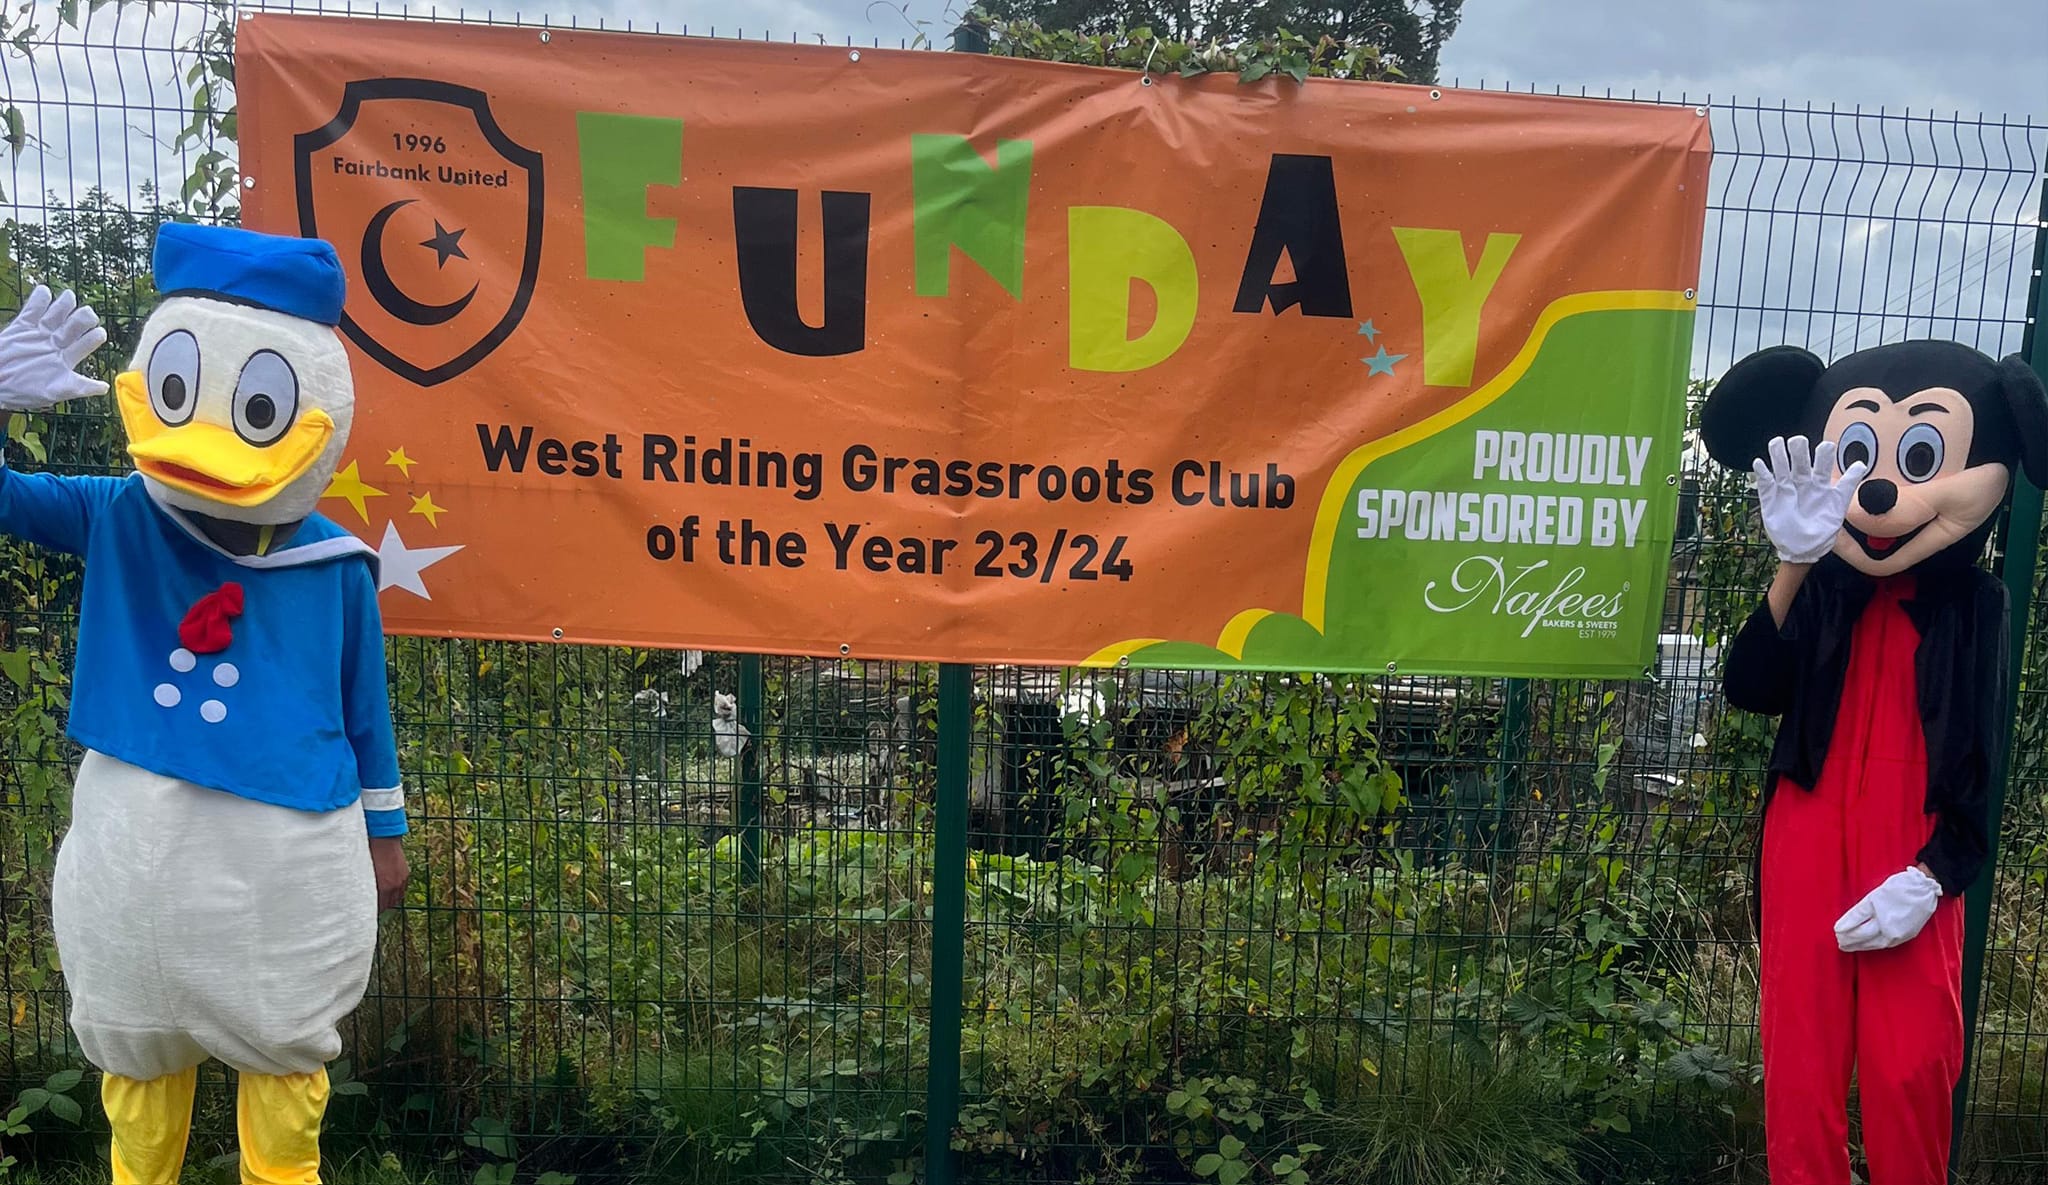 1996
Fairbank United
FUNDAY
West Riding Grassroots Club
of the Year 23/24
PROUDLY
SPONSORED BY
Nafees®
BAKERS & SWEETS
EST 1979